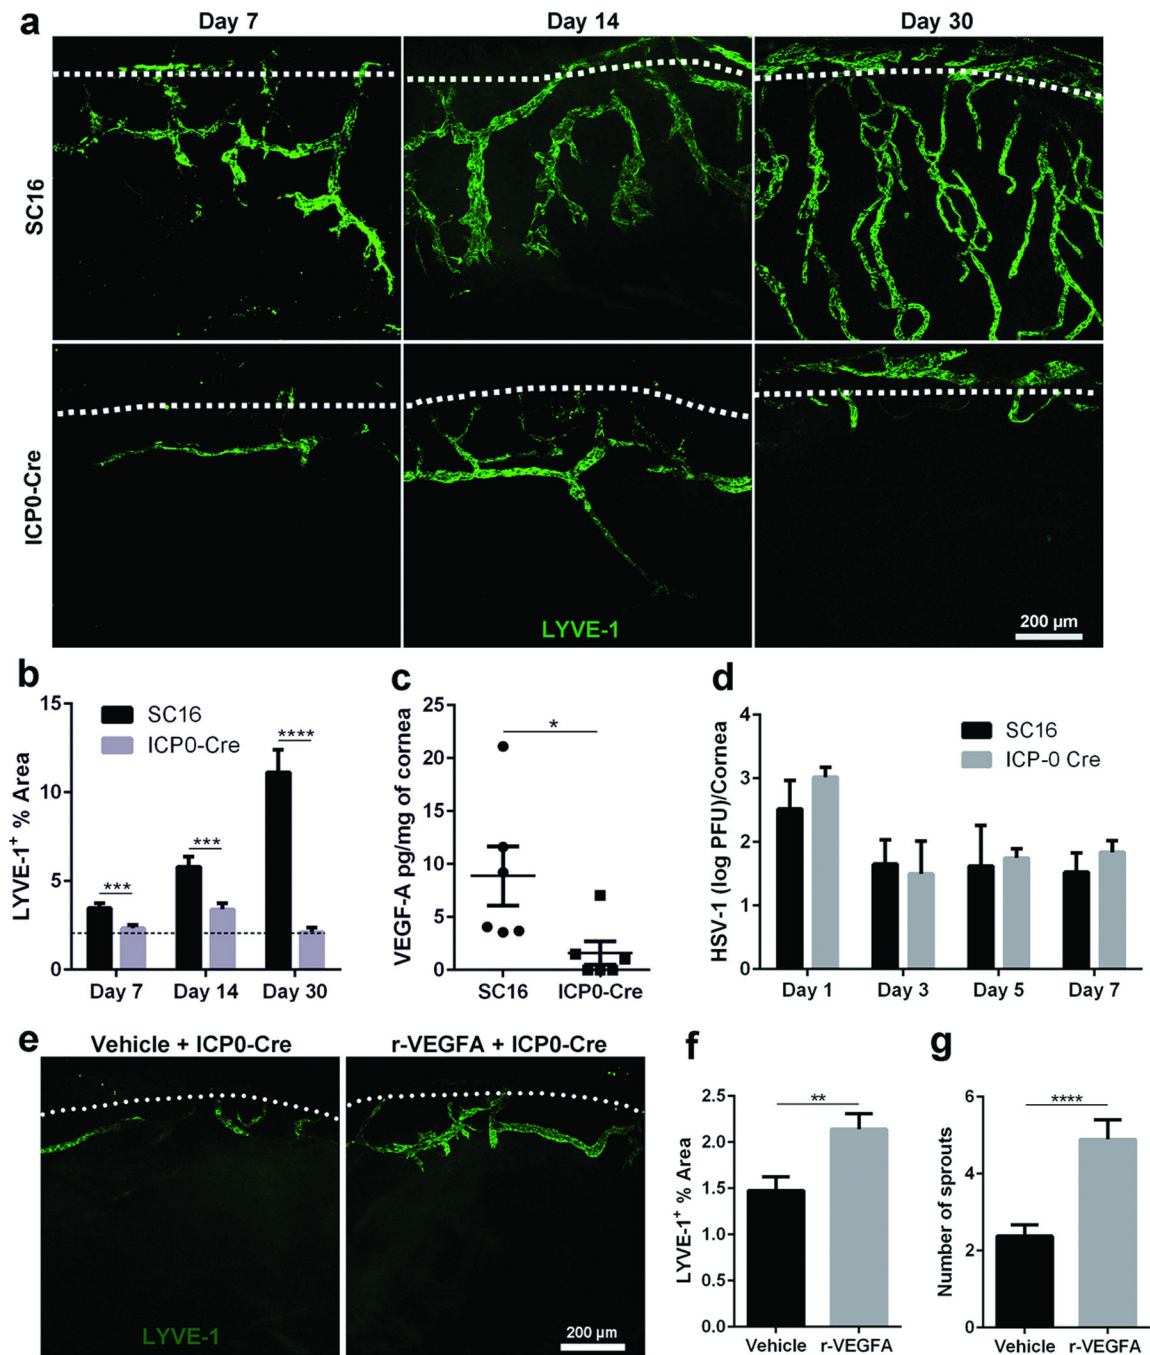 a
Day 7
Day 14
Day 30
SC16
ICP0-Cre
LYVE-1
200 µm
b
LYVE-1+ % Area
15
10
5
0
SC16
ICP0-Cre
***
***
****
Day 7
Day 14
Day 30
c
VEGF-A pg/mg of cornea
25
20
15
10
5
0
*
SC16
ICP0-Cre
d
HSV-1 (log PFU)/Cornea
4
3
2
1
0
SC16
ICP-0 Cre
Day 1
Day 3
Day 5
Day 7
e
Vehicle + ICP0-Cre
r-VEGFA + ICP0-Cre
LYVE-1
200 µm
f
LYVE-1+ % Area
2.5
2.0
1.5
1.0
0.5
0.0
**
Vehicle
r-VEGFA
g
Number of sprouts
6
4
2
0
****
Vehicle
r-VEGFA